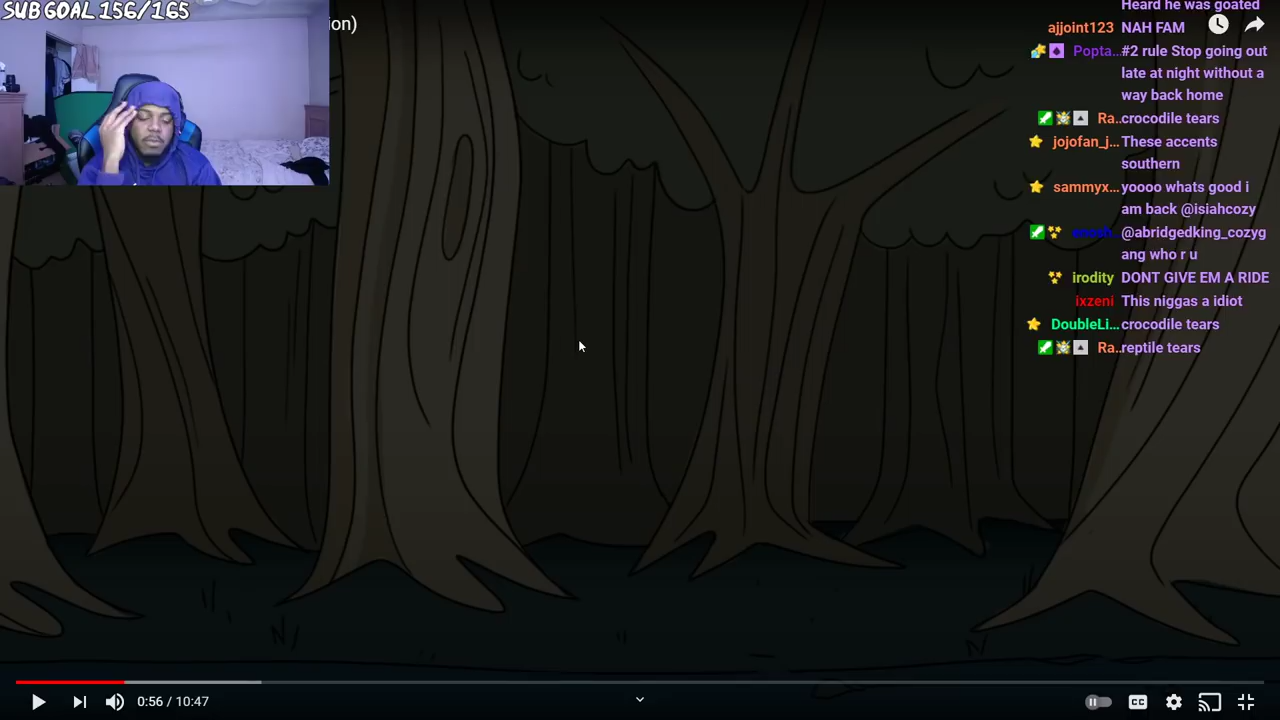 SUB GOAL 156/165
ion)
Heard he was goated
ajjoint123 NAH FAM
Popta... #2 rule Stop going out
late at night without a
way back home
Ra.. crocodile tears
jojofan_j... These accents
southern
sammyx... yoooo whats good i
am back @isiahcozy
@abridgedking_cozyg
ang who r u
irodity DONT GIVE EM A RIDE
ixzeni This niggas a idiot
DoubleLi... crocodile tears
Ra.. reptile tears
0:56 / 10:47
CC